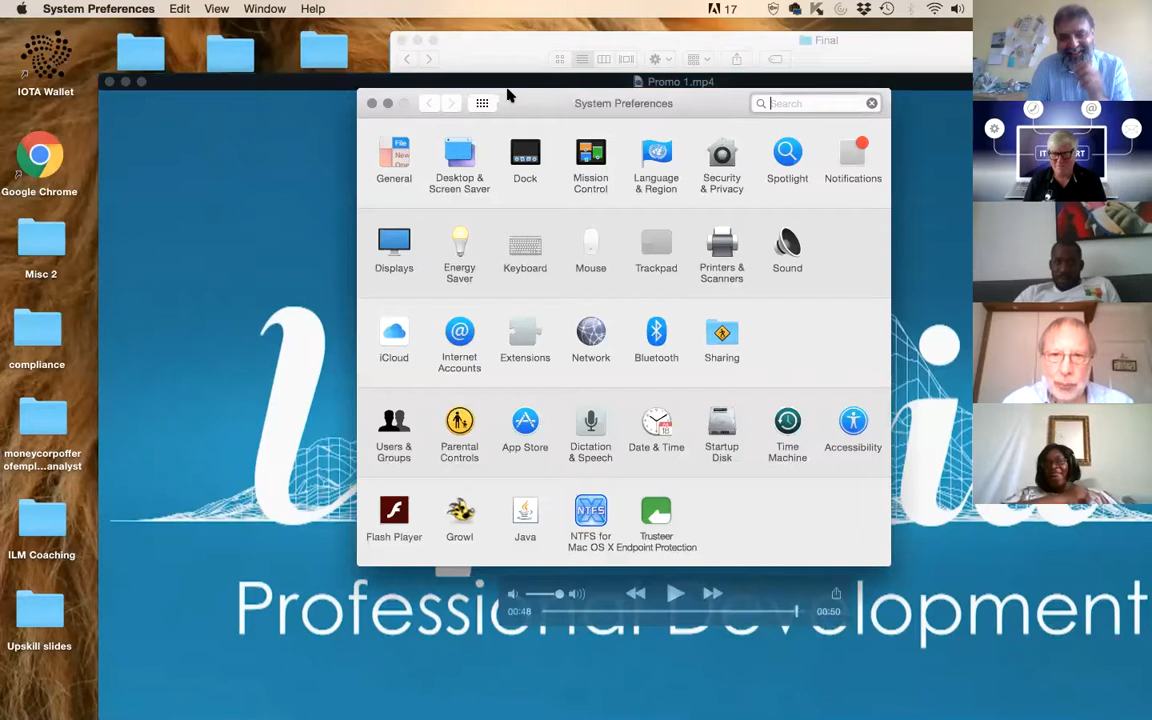 System Preferences Edit View Window Help
17
Final
Promo 1.mp4
System Preferences
Search
IOTA Wallet
Google Chrome
Misc 2
compliance
moneycorpoffer
ofempl...analyst
ILM Coaching
Upskill slides
General
Desktop &
Screen Saver
Dock
Mission
Control
Language
& Region
Security
& Privacy
Spotlight
Notifications
Displays
Energy
Saver
Keyboard
Mouse
Trackpad
Printers &
Scanners
Sound
iCloud
Internet
Accounts
Extensions
Network
Bluetooth
Sharing
Users &
Groups
Parental
Controls
App Store
Dictation
& Speech
Date & Time
Startup
Disk
Time
Machine
Accessibility
Flash Player
Growl
Java
NTFS for
Mac OS X
Trusteer
Endpoint Protection
00:48
00:50
Professional Development